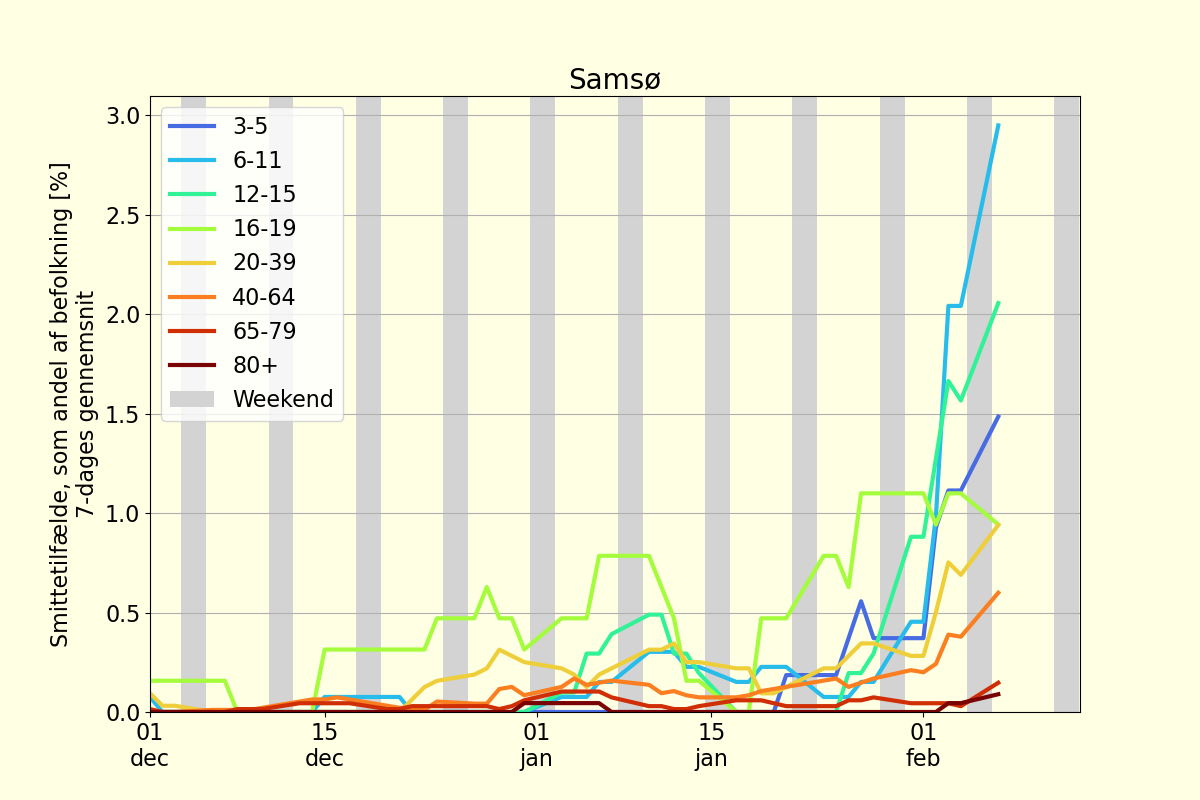 Samsø
Smittetilfælde, som andel af befolkning [%]
7-dages gennemsnit
3.0
2.5
2.0
1.5
1.0
0.5
0.0
3-5
6-11
12-15
16-19
20-39
40-64
65-79
80+
Weekend
01 15 01 15 01
dec dec jan jan feb